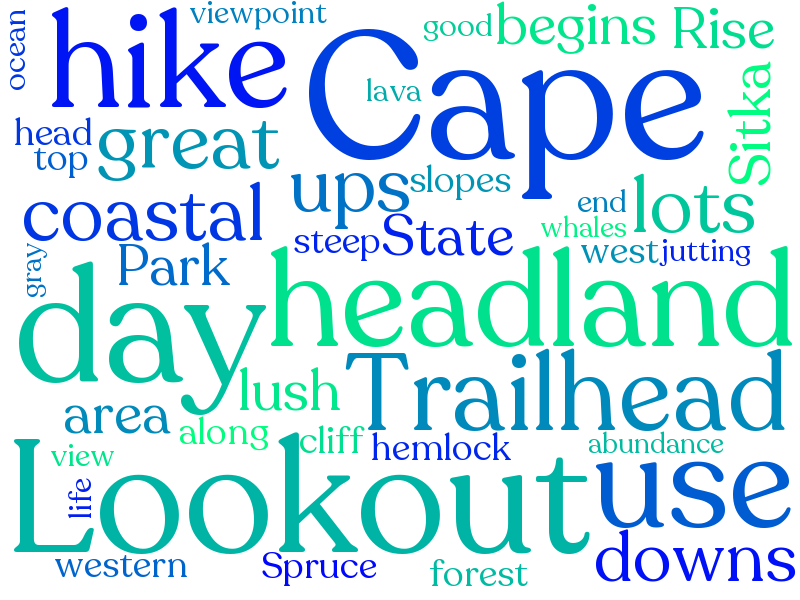 ocean
viewpoint
good
begins
Rise
hike
Cape
lava
Sitka
head
great
top
ups
slopes
end
lots
coastal
whales
steep
State
west
jutting
gray
Park
day
headland
Trailhead
lush
area
along
cliff
hemlock
abundance
view
life
Lookout
use
downs
western
Spruce
forest